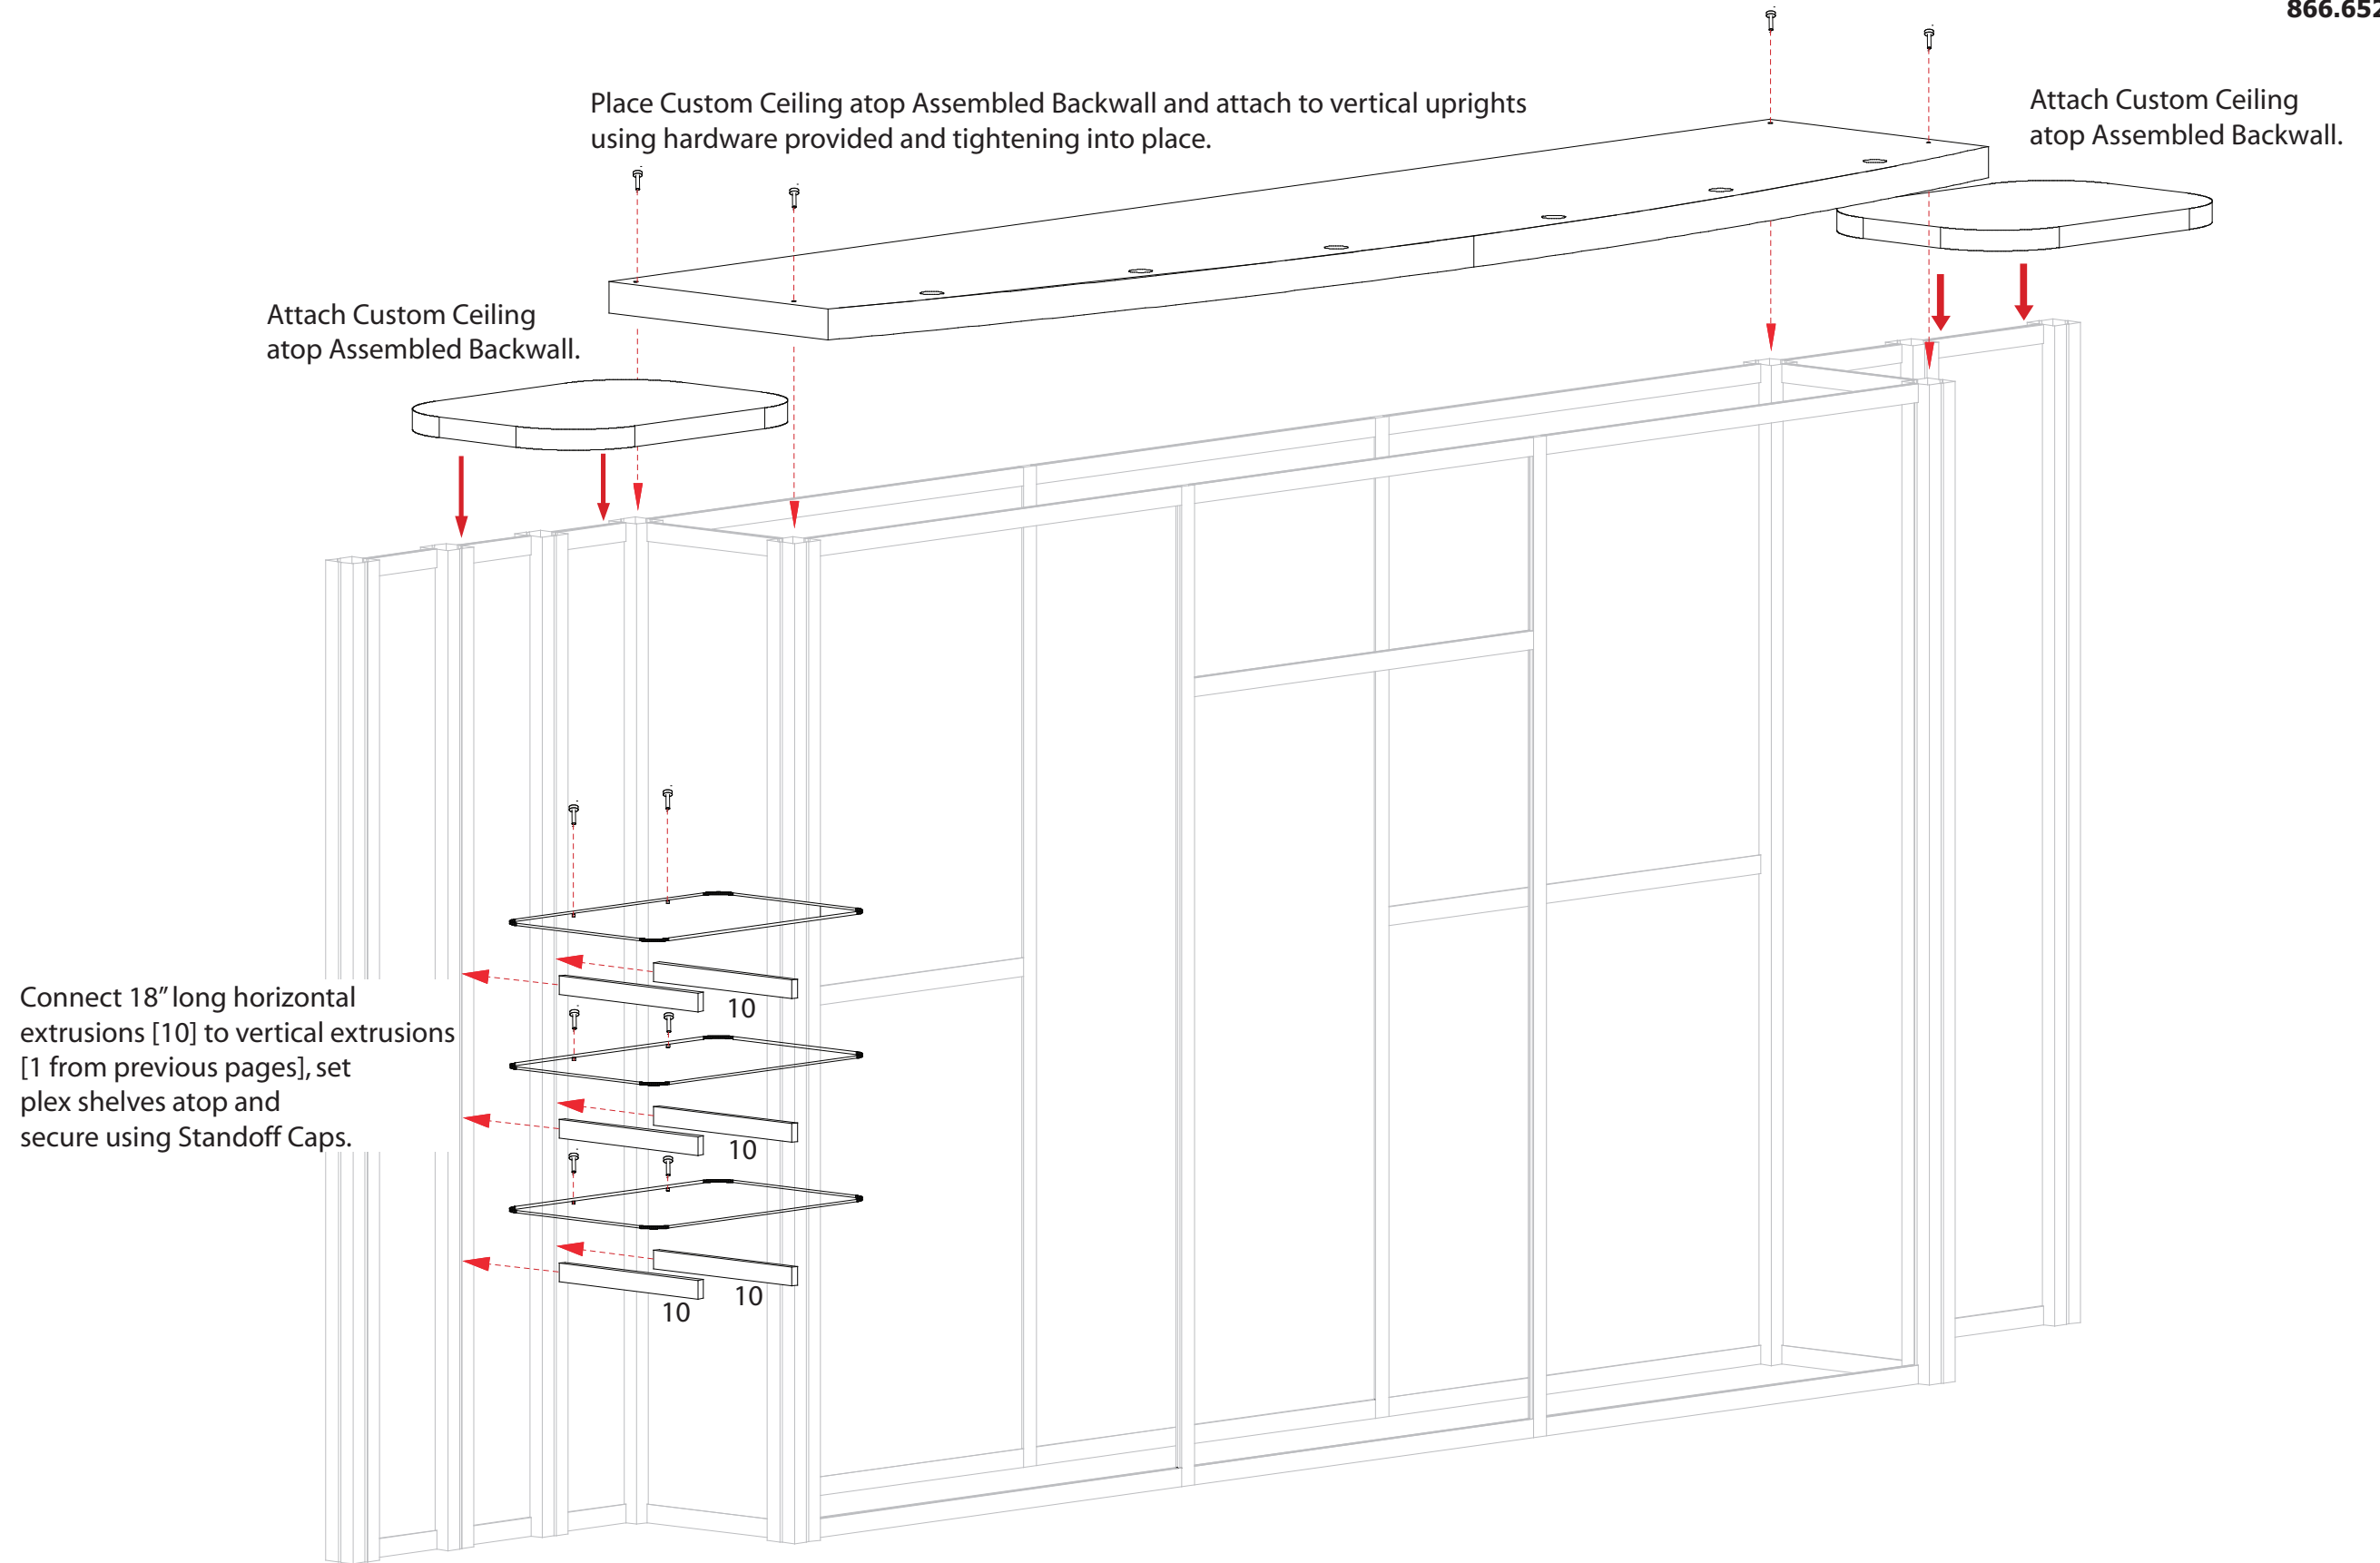 866.652
Place Custom Ceiling atop Assembled Backwall and attach to vertical uprights
using hardware provided and tightening into place.
Attach Custom Ceiling
atop Assembled Backwall.
Attach Custom Ceiling
atop Assembled Backwall.
Connect 18” long horizontal
extrusions [10] to vertical extrusions
[1 from previous pages], set
plex shelves atop and
secure using Standoff Caps.
10
10
10
10